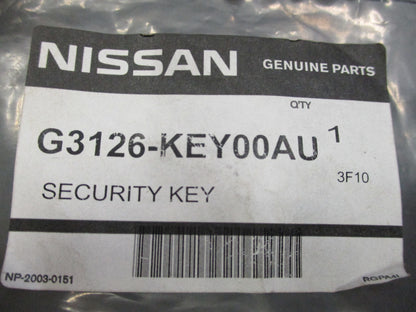 NISSAN GENUINE PARTS
Q'TY
G3126-KEY00AU 1
3F10
SECURITY KEY
NP-2003-0151